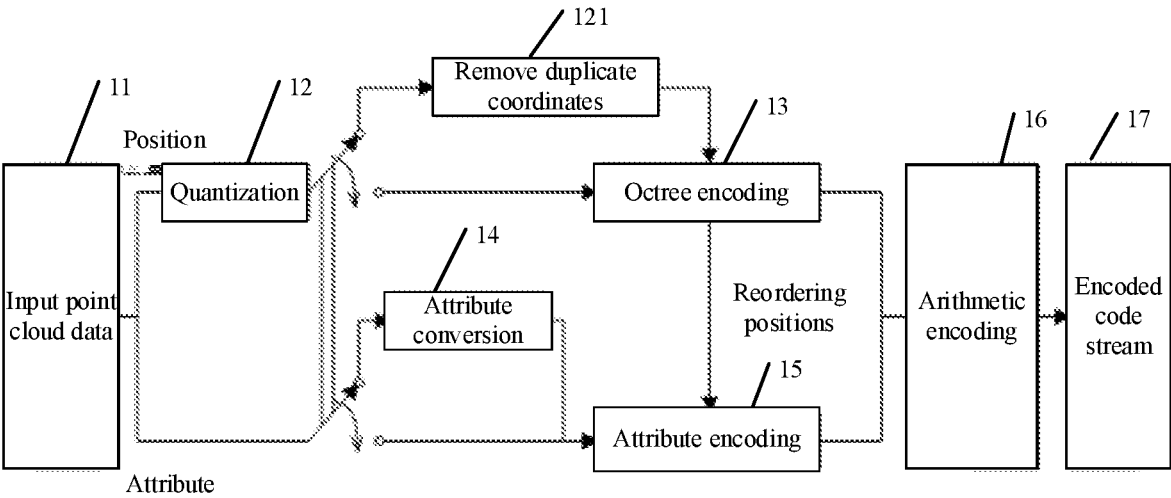 121
Remove duplicate
coordinates
11
12
13
16
17
Position
Quantization
Octree encoding
14
Input point
cloud data
Attribute
conversion
Reordering
positions
Arithmetic
encoding
Encoded
code
stream
15
Attribute encoding
Attribute